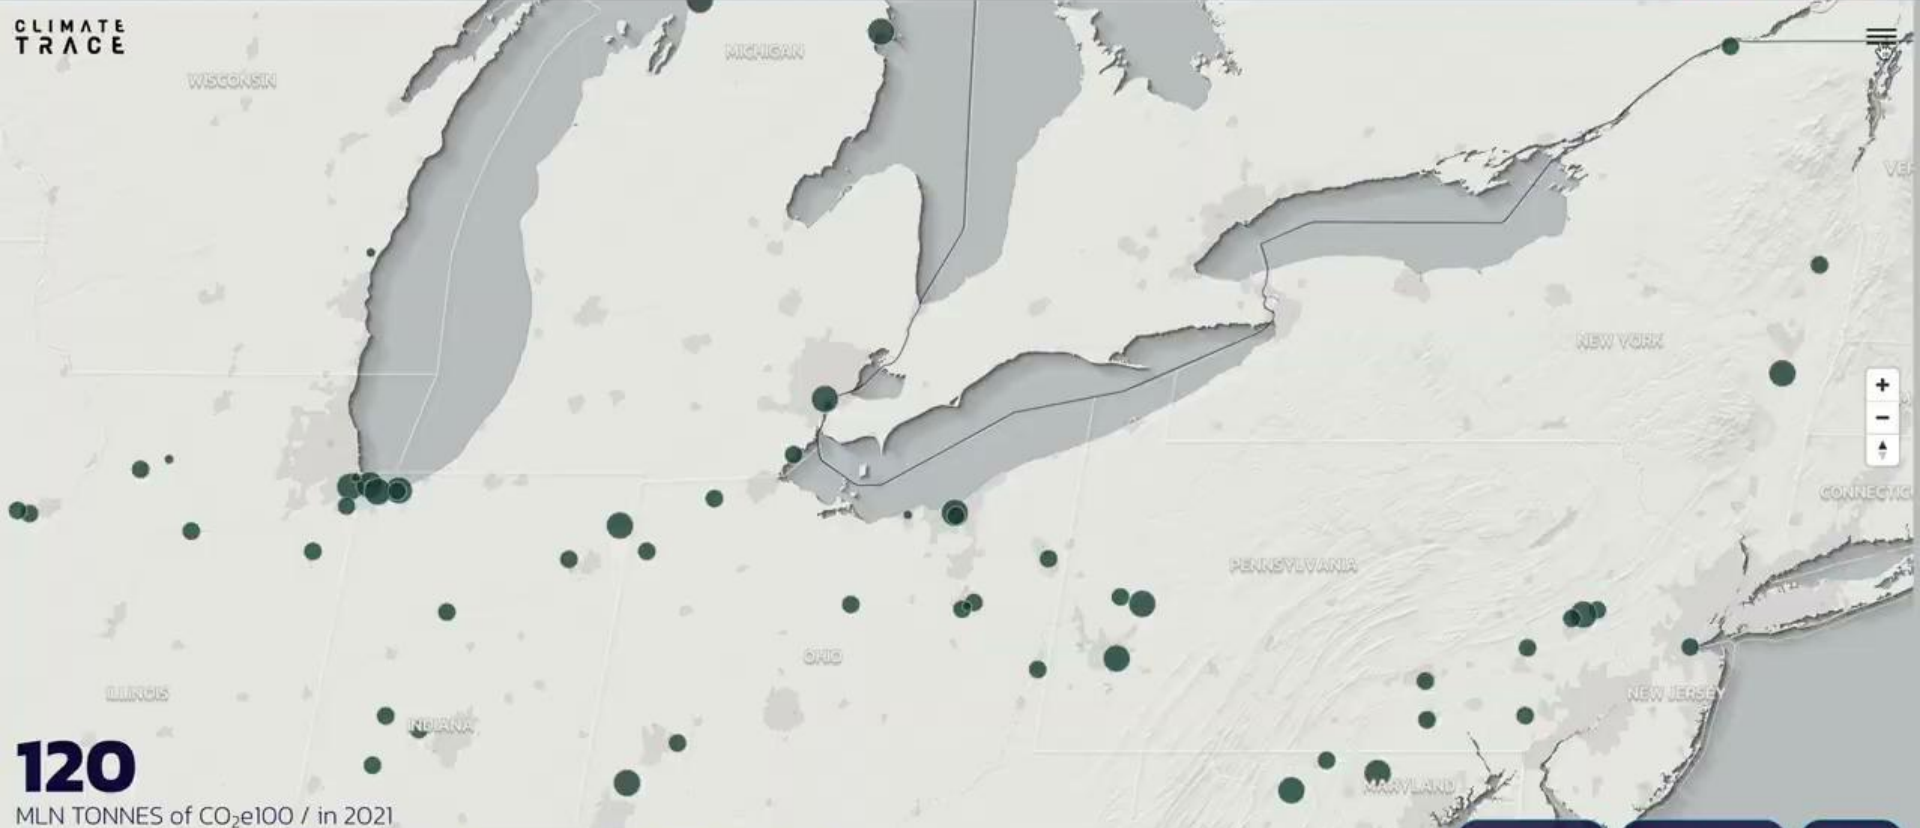 CLIMATE
TRACE
WISCONSIN
MICHIGAN
NEW YORK
PENNSYLVANIA
OHIO
ILLINOIS
INDIANA
NEW JERSEY
MARYLAND
120
MLN TONNES of CO₂e100 / in 2021